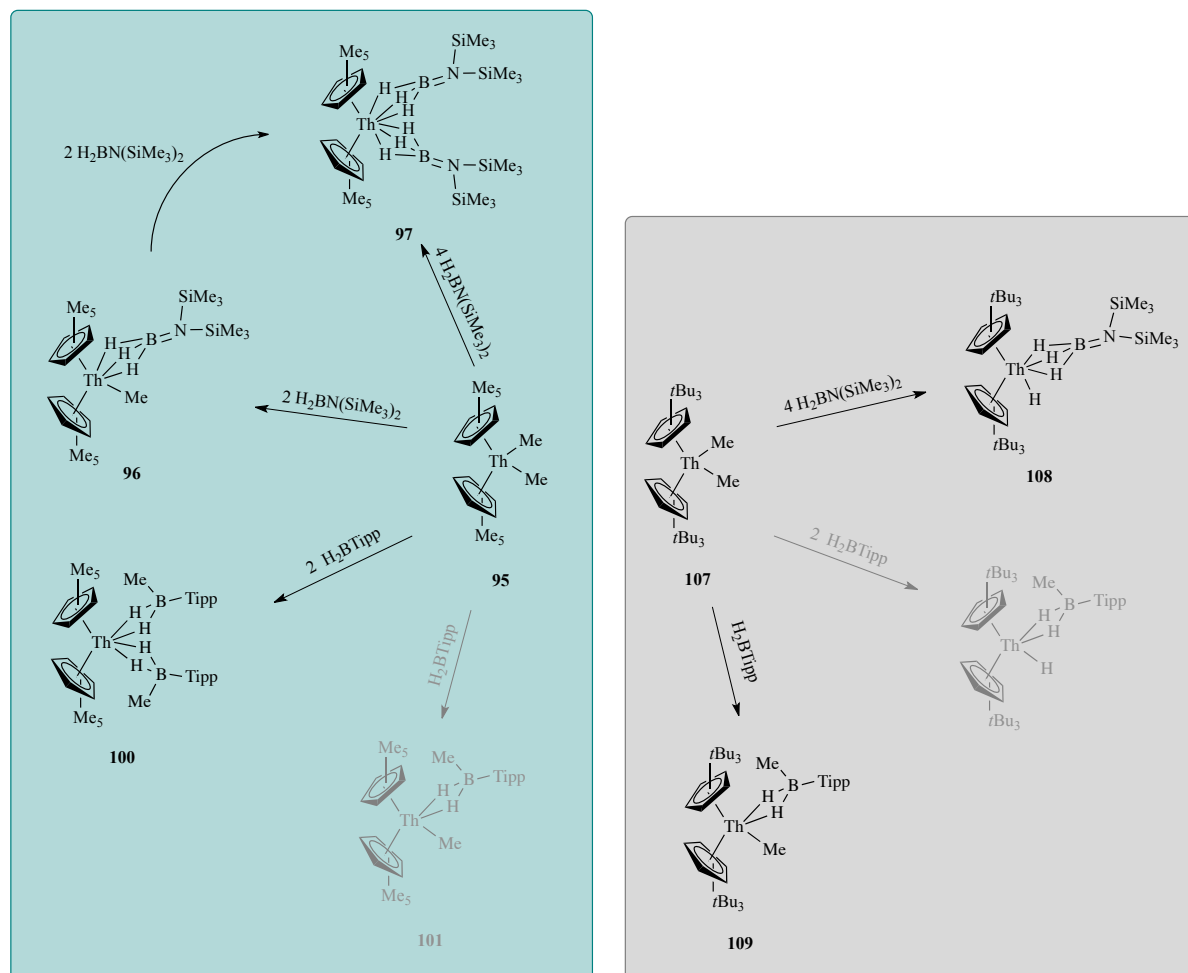 SiMe₃
Me₅
H B N SiMe₃
H
H
Th H
H
H B N SiMe₃
Me₅ SiMe₃
97
2 H₂BN(SiMe₃)₂
4 H₂BN(SiMe₃)₂
SiMe₃
Me₅
H B N SiMe₃
H
H
Th
Me
Me₅
96
2 H₂BN(SiMe₃)₂
Me₅
Me
Th
Me
Me₅
95
2 H₂BTipp
Me₅ Me
H B Tipp
H
Th H
H B Tipp
Me
Me₅
100
H₂BTipp
Me₅ Me
H B Tipp
H
Th
Me
Me₅
101
tBu₃
Me
Th
Me
tBu₃
107
4 H₂BN(SiMe₃)₂
tBu₃ SiMe₃
H B N SiMe₃
H
Th H
H
tBu₃
108
2 H₂BTipp
tBu₃ Me
H B Tipp
H
Th
H
tBu₃
H₂BTipp
tBu₃ Me
H B Tipp
H
Th
Me
tBu₃
109